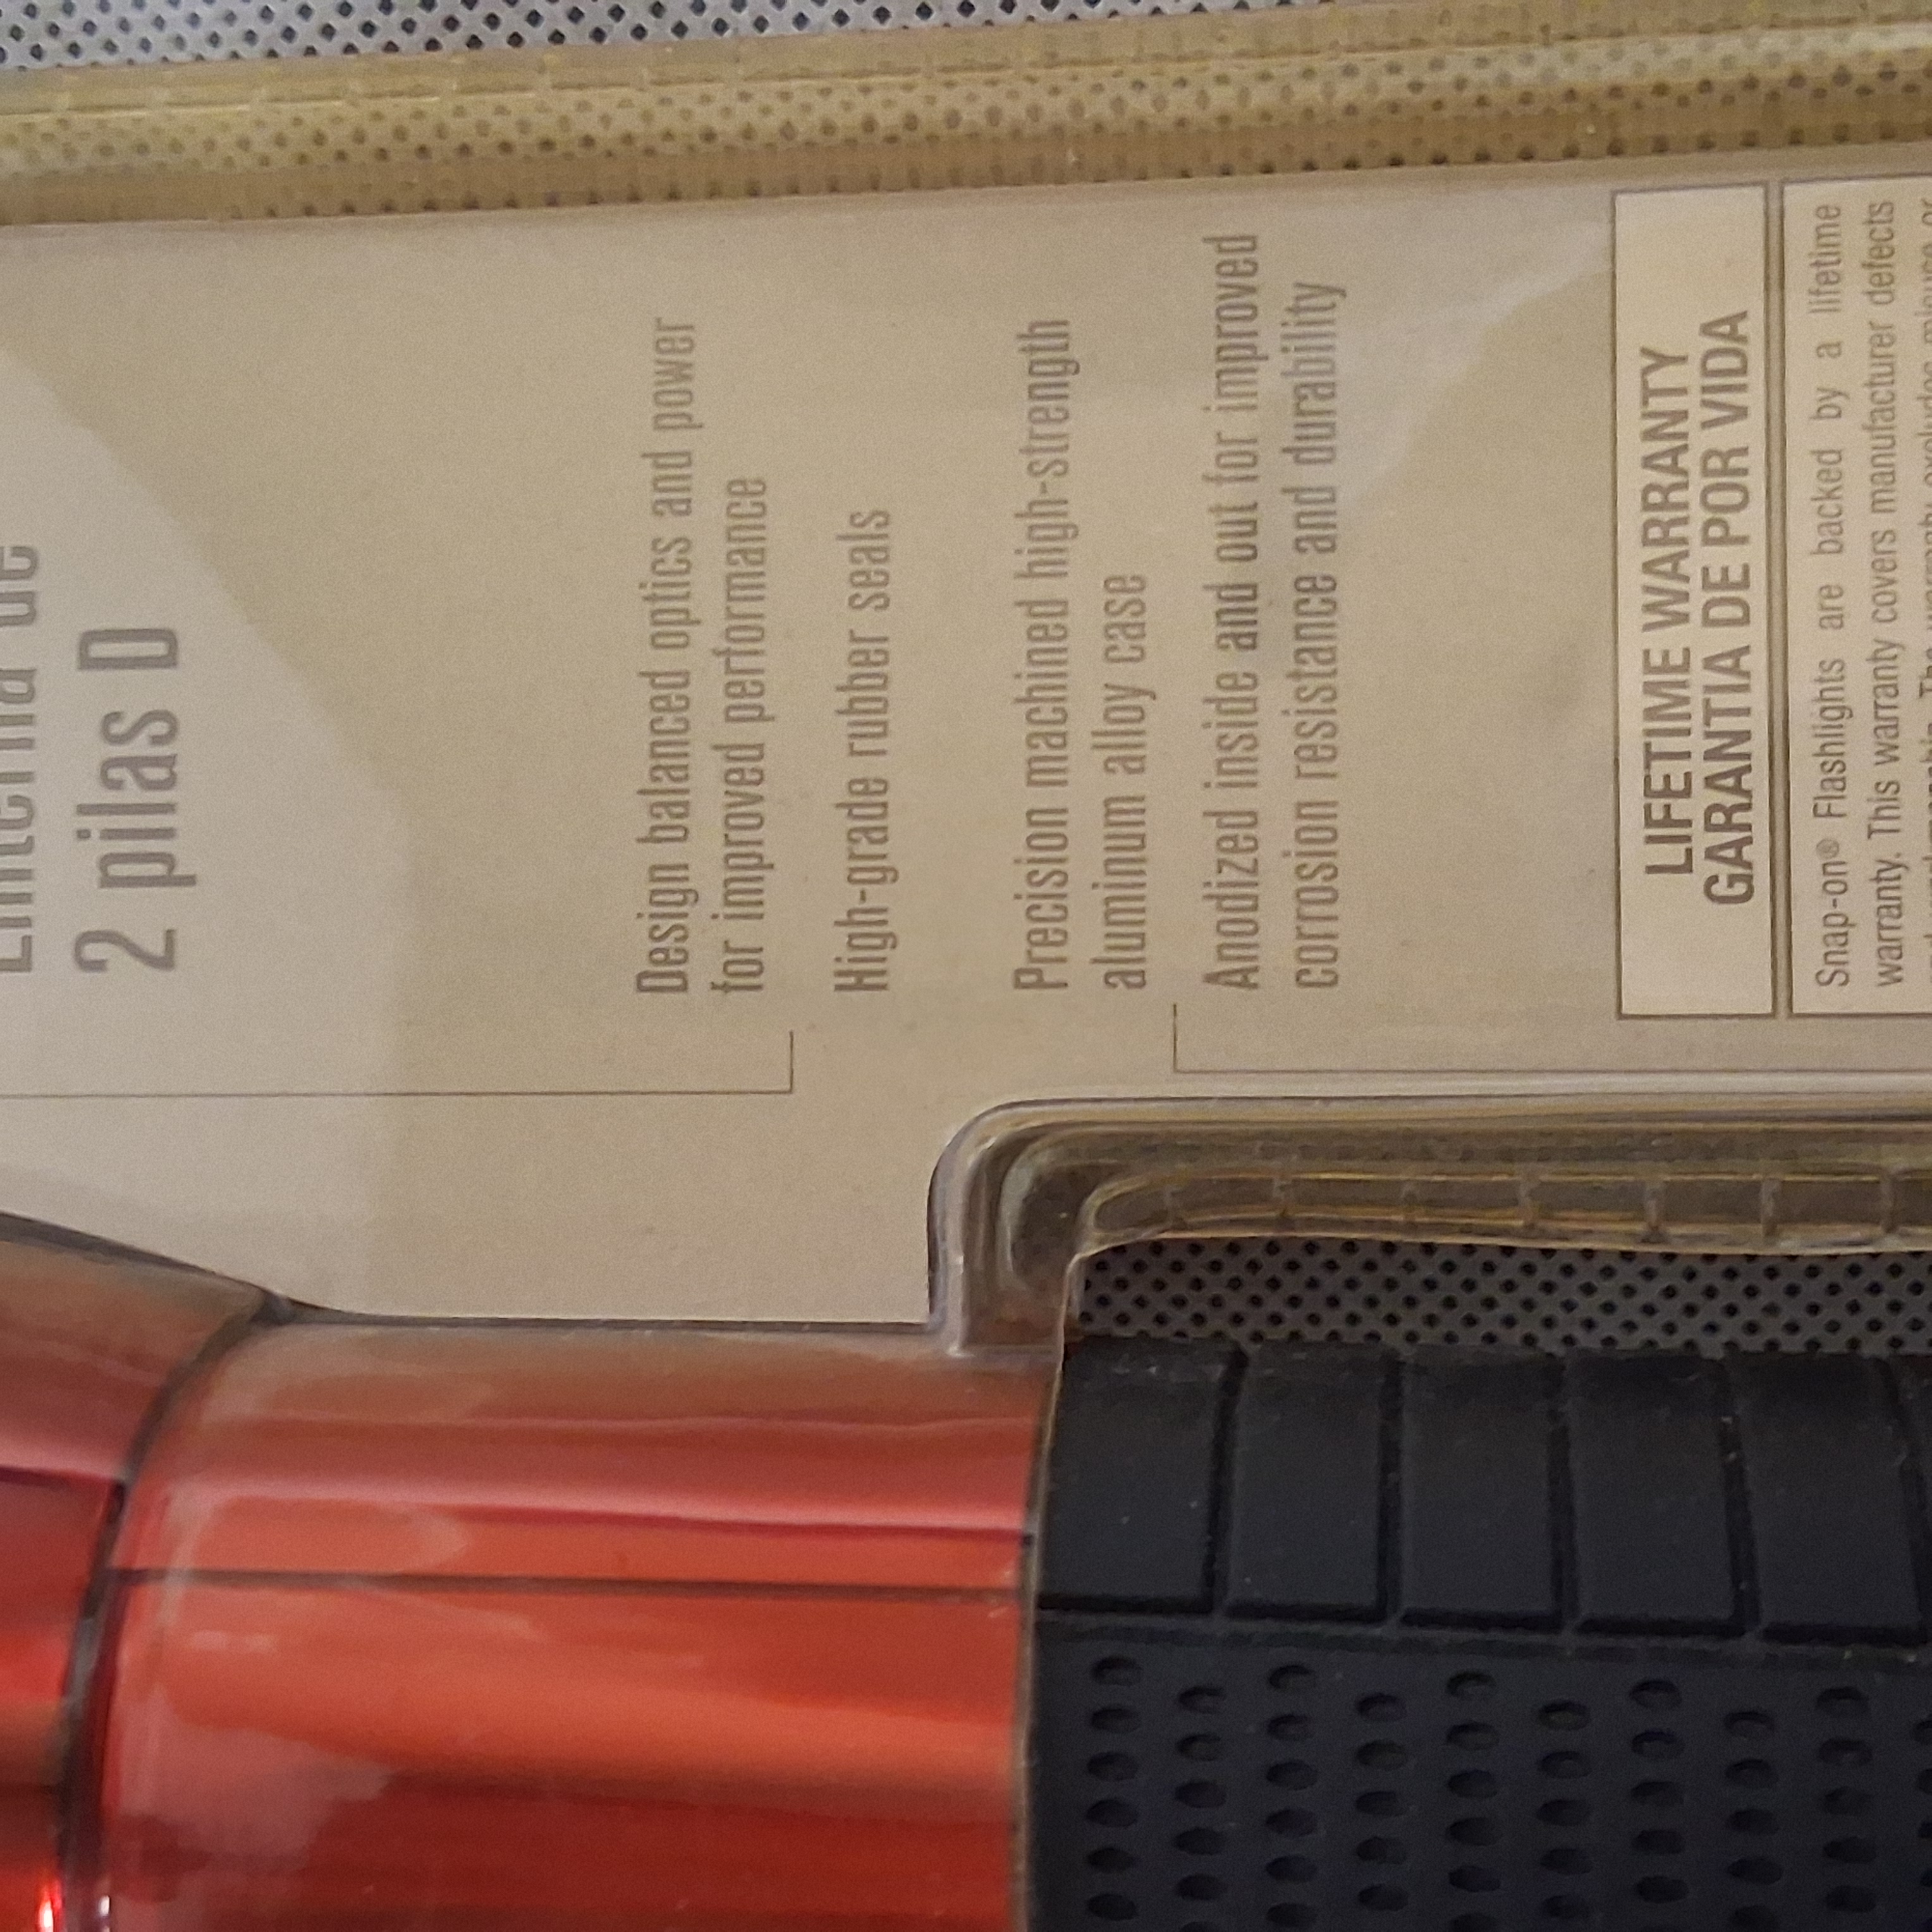 Linterna de
2 pilas D
Design balanced optics and power
for improved performance
High-grade rubber seals
Precision machined high-strength
aluminum alloy case
Anodized inside and out for improved
corrosion resistance and durability
LIFETIME WARRANTY
GARANTIA DE POR VIDA
Snap-on® Flashlights are backed by a lifetime
warranty. This warranty covers manufacturer defects